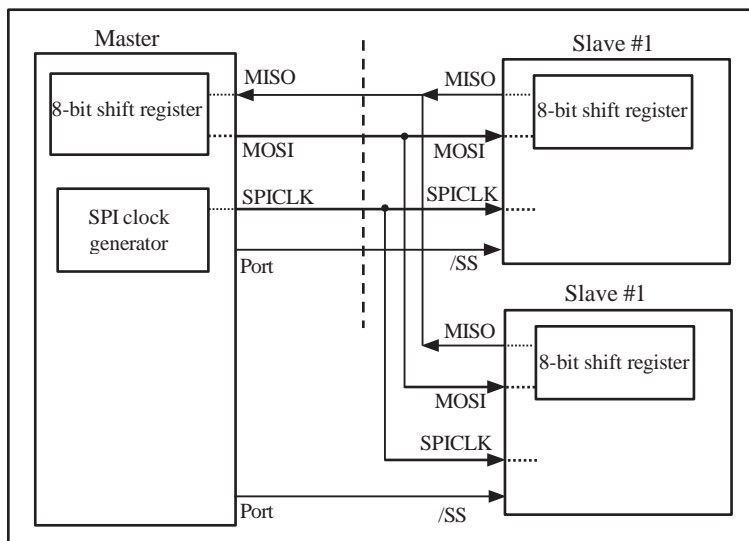 Master
8-bit shift register
MISO
MOSI
SPI clock
generator
SPICLK
Port
Port
Slave #1
MISO
8-bit shift register
MOSI
SPICLK
/SS
Slave #1
MISO
8-bit shift register
MOSI
SPICLK
/SS